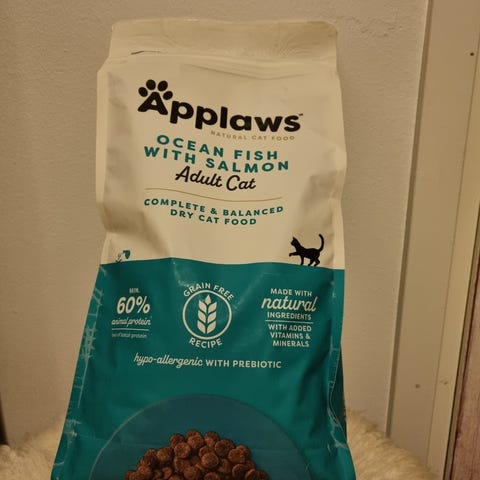 Applaws™
NATURAL CAT FOOD
OCEAN FISH
WITH SALMON
Adult Cat
COMPLETE & BALANCED
DRY CAT FOOD
MIN.
60%
animal protein
GRAIN FREE
RECIPE
MADE WITH
natural
INGREDIENTS
WITH ADDED
VITAMINS &
MINERALS
hypo-allergenic WITH PREBIOTIC